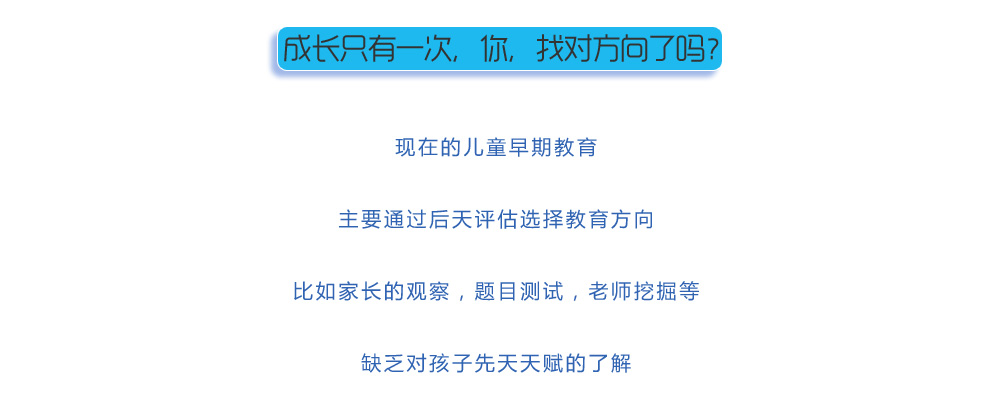 成长只有一次, 你, 找对方向了吗?
现在的儿童早期教育
主要通过后天评估选择教育方向
比如家长的观察，题目测试，老师挖掘等
缺乏对孩子先天天赋的了解